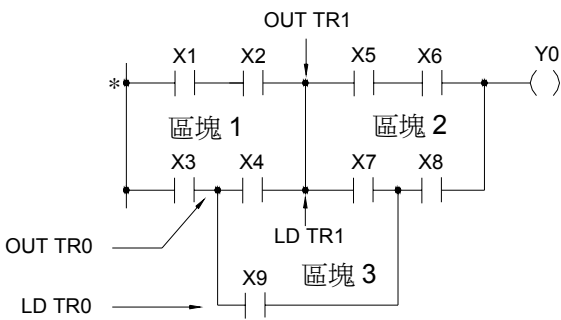 OUT TR1
X1 X2 X5 X6 Y0
*
區塊 1 區塊 2
X3 X4 X7 X8
OUT TR0
LD TR1
X9 區塊 3
LD TR0